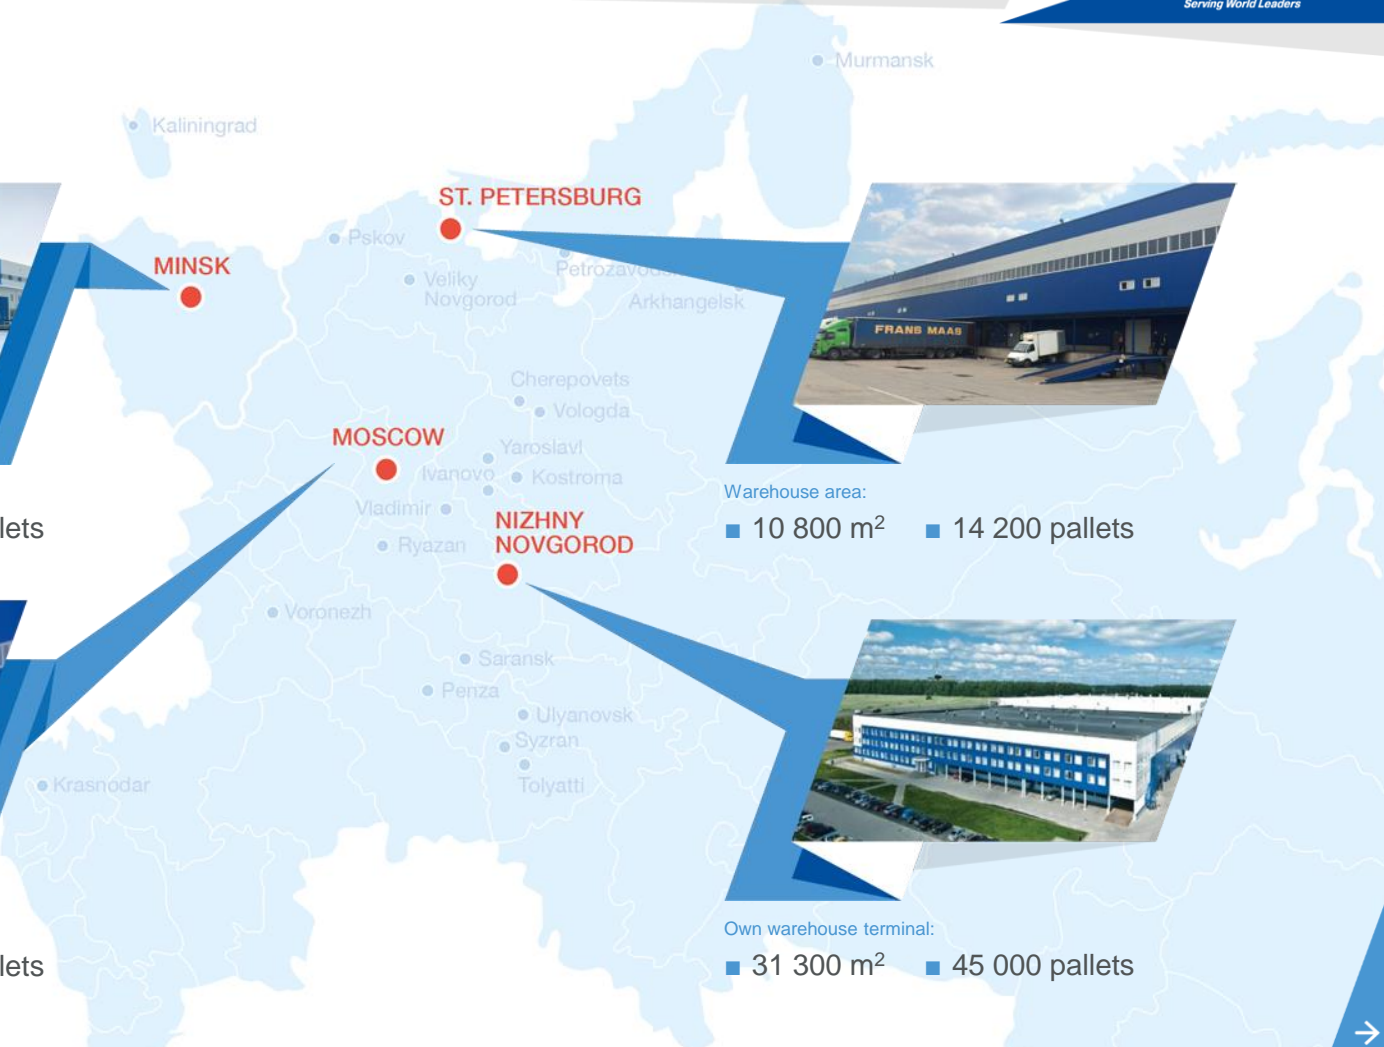 Serving World Leaders
Murmansk
Kaliningrad
ST. PETERSBURG
Pskov
MINSK
Veliky
Novgorod
Arkhangelsk
FRANS MAAS
Cherepovets
Vologda
MOSCOW
Yaroslavl
Ivanovo
Kostroma
Vladimir
NIZHNY
NOVGOROD
Ryazan
Warehouse area:
10 800 m²
14 200 pallets
lets
Voronezh
Saransk
Penza
Ulyanovsk
Syzran
Tolyatti
Krasnodar
Own warehouse terminal:
31 300 m²
45 000 pallets
lets